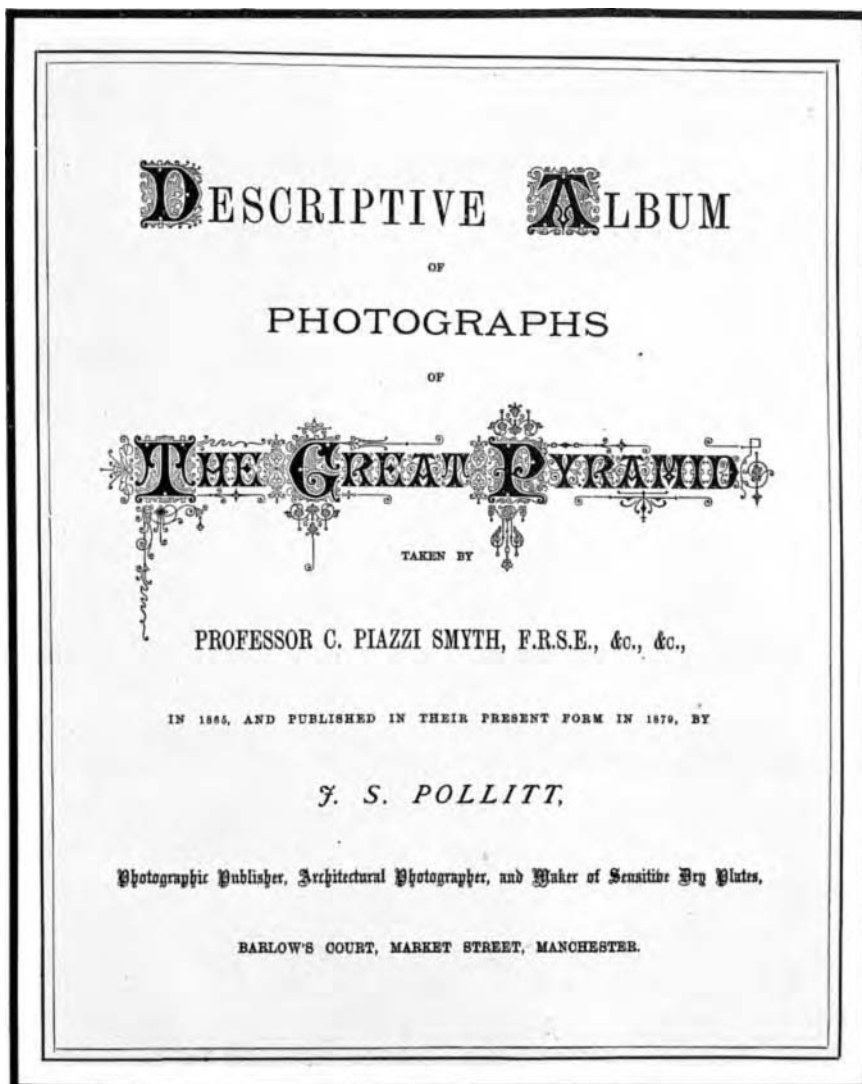 DESCRIPTIVE ALBUM
OF
PHOTOGRAPHS
OF
THE GREAT PYRAMID
TAKEN BY
PROFESSOR C. PIAZZI SMYTH, F.R.S.E., &c., &c.,
IN 1865, AND PUBLISHED IN THEIR PRESENT FORM IN 1879, BY
J. S. POLLITT,
Photographic Publisher, Architectural Photographer, and Maker of Sensitive Dry Plates,
BARLOW'S COURT, MARKET STREET, MANCHESTER.